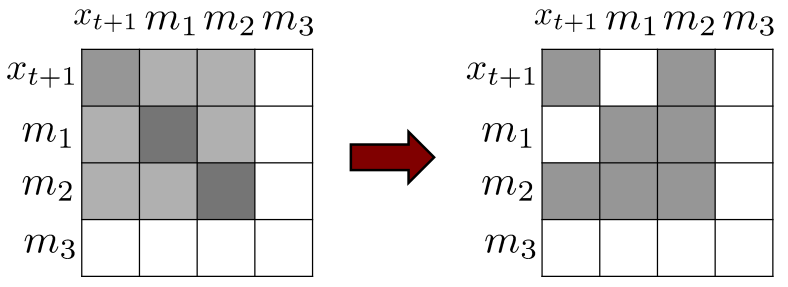 x_{t+1} m_1 m_2 m_3 x_{t+1} m_1 m_2 m_3
x_{t+1} x_{t+1}
m_1 m_1
m_2 m_2
m_3 m_3